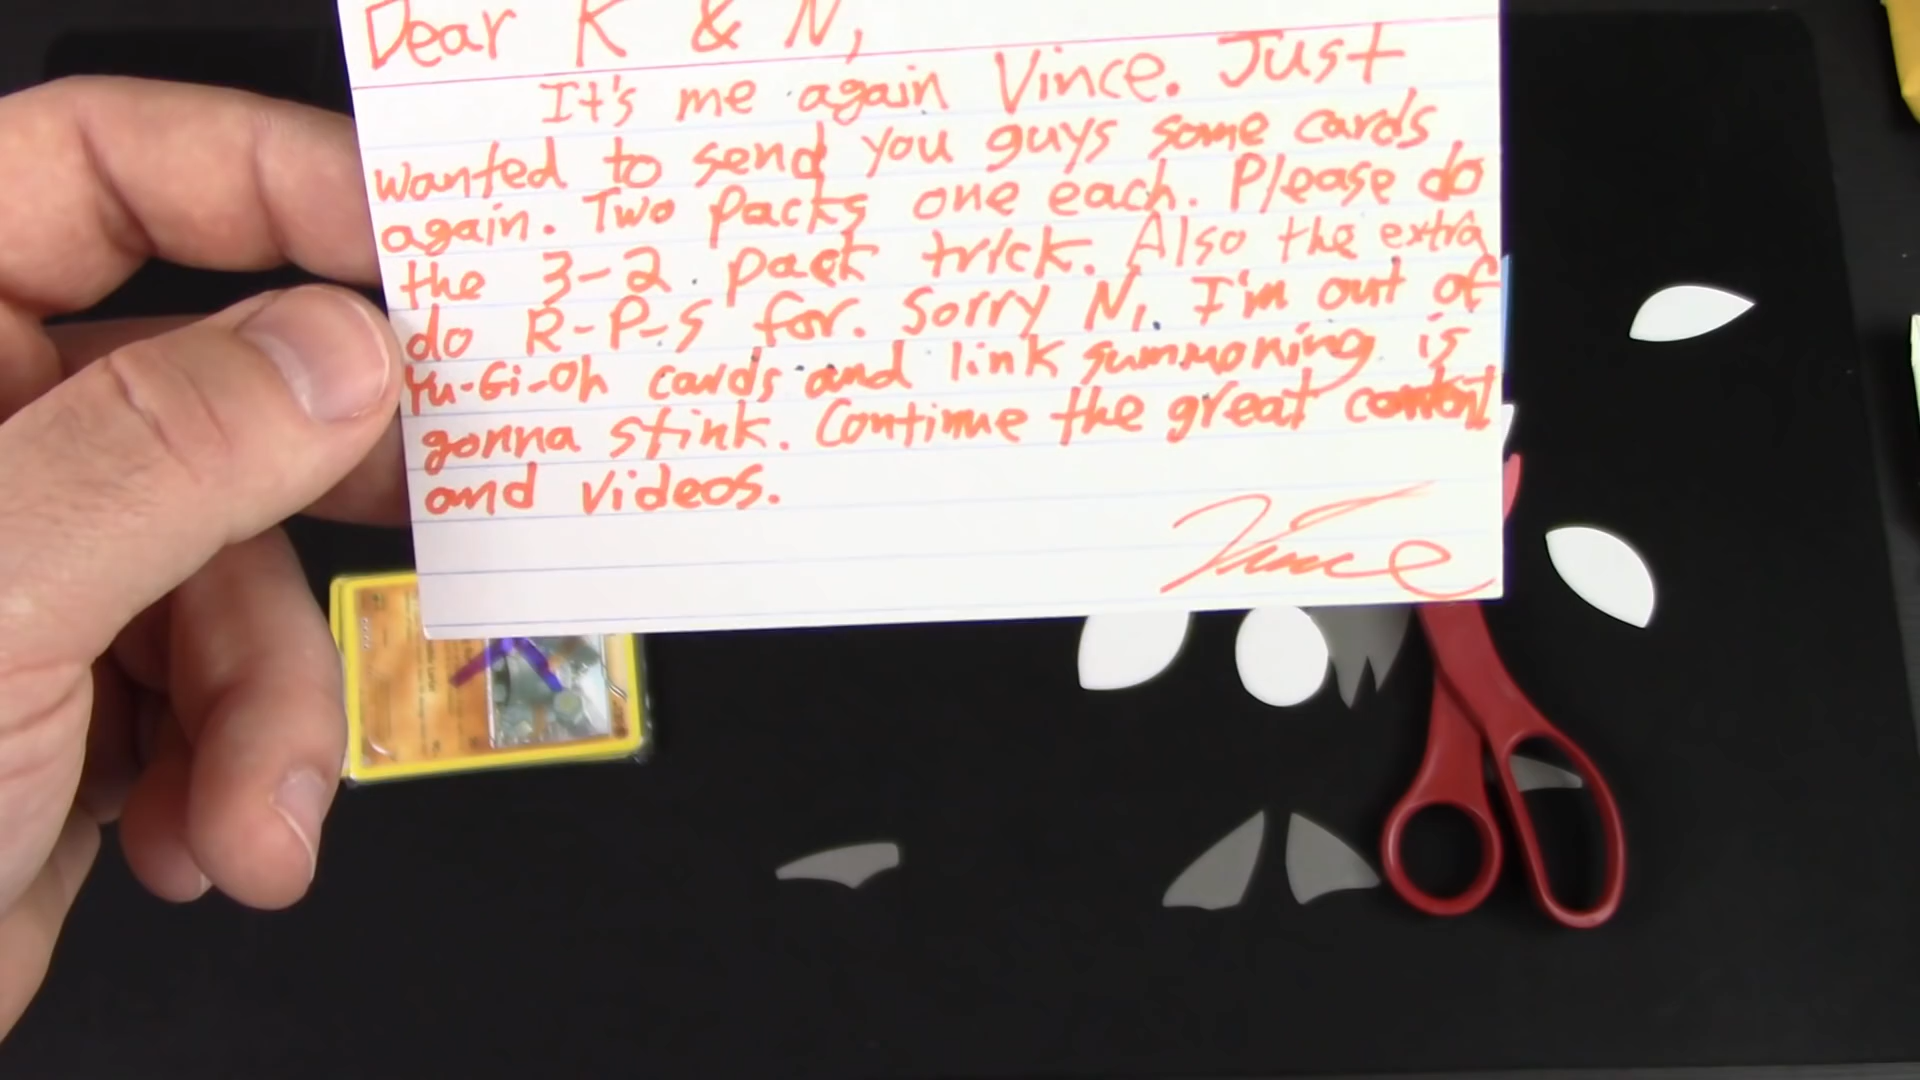 Dear K & N,
It's me again Vince. Just
wanted to send you guys some cards
again. Two packs one each. Please do
the 3-2 pack trick. Also the extra
do R-P-S for. Sorry N, I'm out of
Yu-Gi-Oh cards and link summoning is
gonna stink. Continue the great content
and videos.
Vince